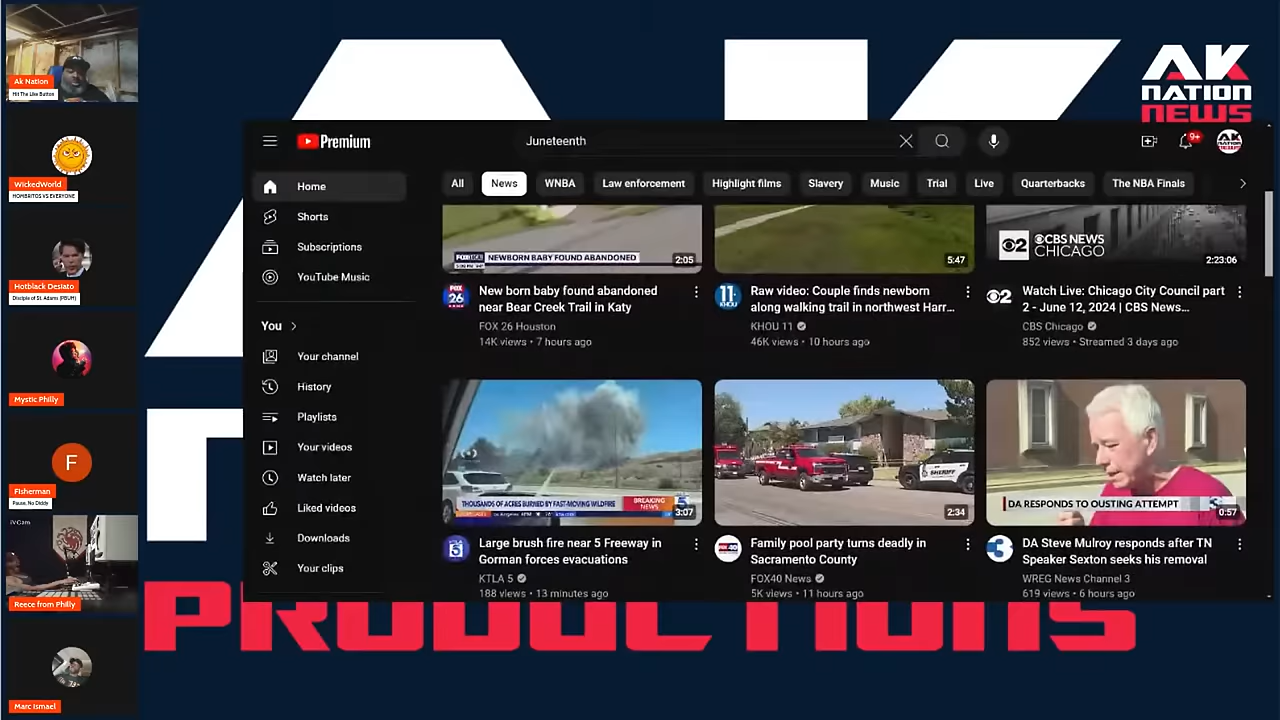 Ak Nation
Hit The Like Button
WickedWorld
HOMBRITOS VS EVERYONE
Hotblack Desiato
Disciple of St. Adams (PBUH)
Mystic Philly
F
Fisherman
Pause, No Diddy
iVCam
Reece from Philly
Marc Ismael
AK
NATION
NEWS
Premium
Juneteenth
9+
Home
Shorts
Subscriptions
YouTube Music
You
Your channel
History
Playlists
Your videos
Watch later
Liked videos
Downloads
Your clips
All
News
WNBA
Law enforcement
Highlight films
Slavery
Music
Trial
Live
Quarterbacks
The NBA Finals
NEWBORN BABY FOUND ABANDONED
2:05
New born baby found abandoned
near Bear Creek Trail in Katy
FOX 26 Houston
14K views • 7 hours ago
5:47
Raw video: Couple finds newborn
along walking trail in northwest Harr...
KHOU 11
46K views • 10 hours ago
CBS NEWS
CHICAGO
2:23:06
Watch Live: Chicago City Council part
2 - June 12, 2024 | CBS News...
CBS Chicago
852 views • Streamed 3 days ago
THOUSANDS OF ACRES BURNED BY FAST-MOVING WILDFIRE
BREAKING
NEWS
3:07
Large brush fire near 5 Freeway in
Gorman forces evacuations
KTLA 5
188 views • 13 minutes ago
SHERIFF
2:34
Family pool party turns deadly in
Sacramento County
FOX40 News
5K views • 11 hours ago
DA RESPONDS TO OUSTING ATTEMPT
0:57
DA Steve Mulroy responds after TN
Speaker Sexton seeks his removal
WREG News Channel 3
619 views • 6 hours ago
PRODUCTIONS